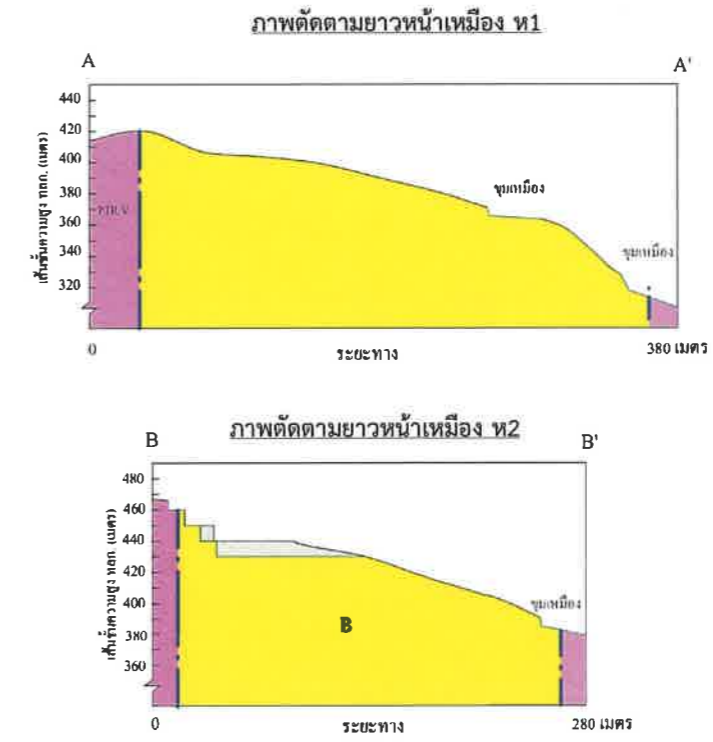 ภาพตัดตามยาวหน้าเหมือง ห1
A
A'
เส้นชั้นความสูง ทลก. (เมตร)
440
420
400
380
360
340
320
ขุมเหมือง
ขุมเหมือง
0
ระยะทาง
380 เมตร
ภาพตัดตามยาวหน้าเหมือง ห2
B
B'
เส้นชั้นความสูง ทลก. (เมตร)
480
460
440
420
400
380
360
ขุมเหมือง
B
0
ระยะทาง
280 เมตร